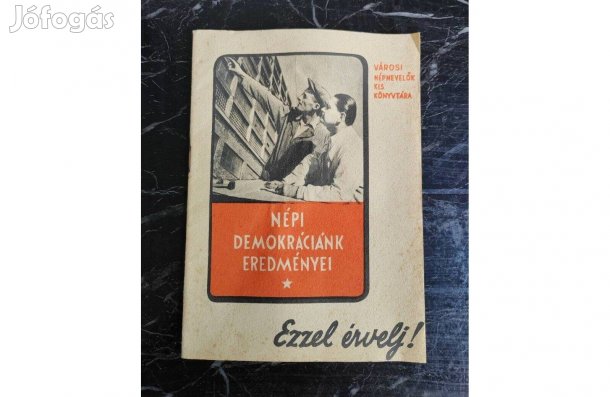 Jófogás
VÁROSI
NÉPNEVELŐK
KIS
KÖNYVTÁRA
NÉPI
DEMOKRÁCIÁNK
EREDMÉNYEI
Ezzel érvelj!